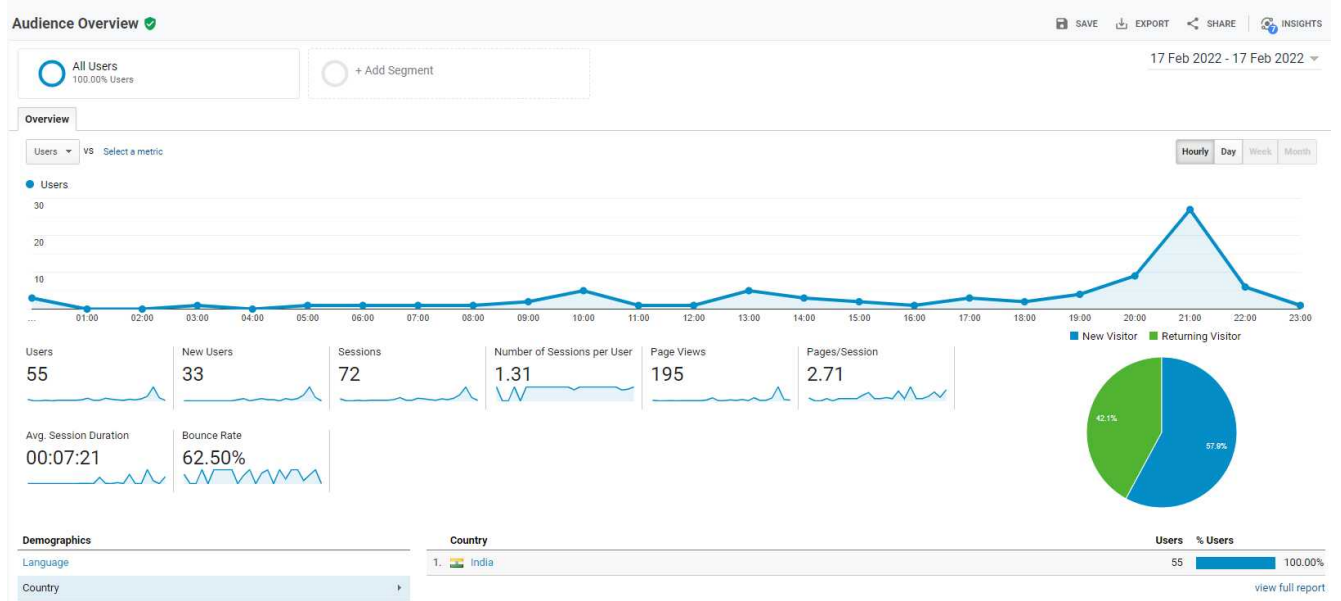 Audience Overview
SAVE EXPORT SHARE 7 INSIGHTS
All Users
100.00% Users
+ Add Segment
17 Feb 2022 - 17 Feb 2022
Overview
Users VS Select a metric
Hourly Day Week Month
Users
30
20
10
... 01:00 02:00 03:00 04:00 05:00 06:00 07:00 08:00 09:00 10:00 11:00 12:00 13:00 14:00 15:00 16:00 17:00 18:00 19:00 20:00 21:00 22:00 23:00
New Visitor Returning Visitor
Users
55
New Users
33
Sessions
72
Number of Sessions per User
1.31
Page Views
195
Pages/Session
2.71
Avg. Session Duration
00:07:21
Bounce Rate
62.50%
42.1%
57.9%
Demographics
Language
Country
Country Users % Users
1. India 55 100.00%
view full report